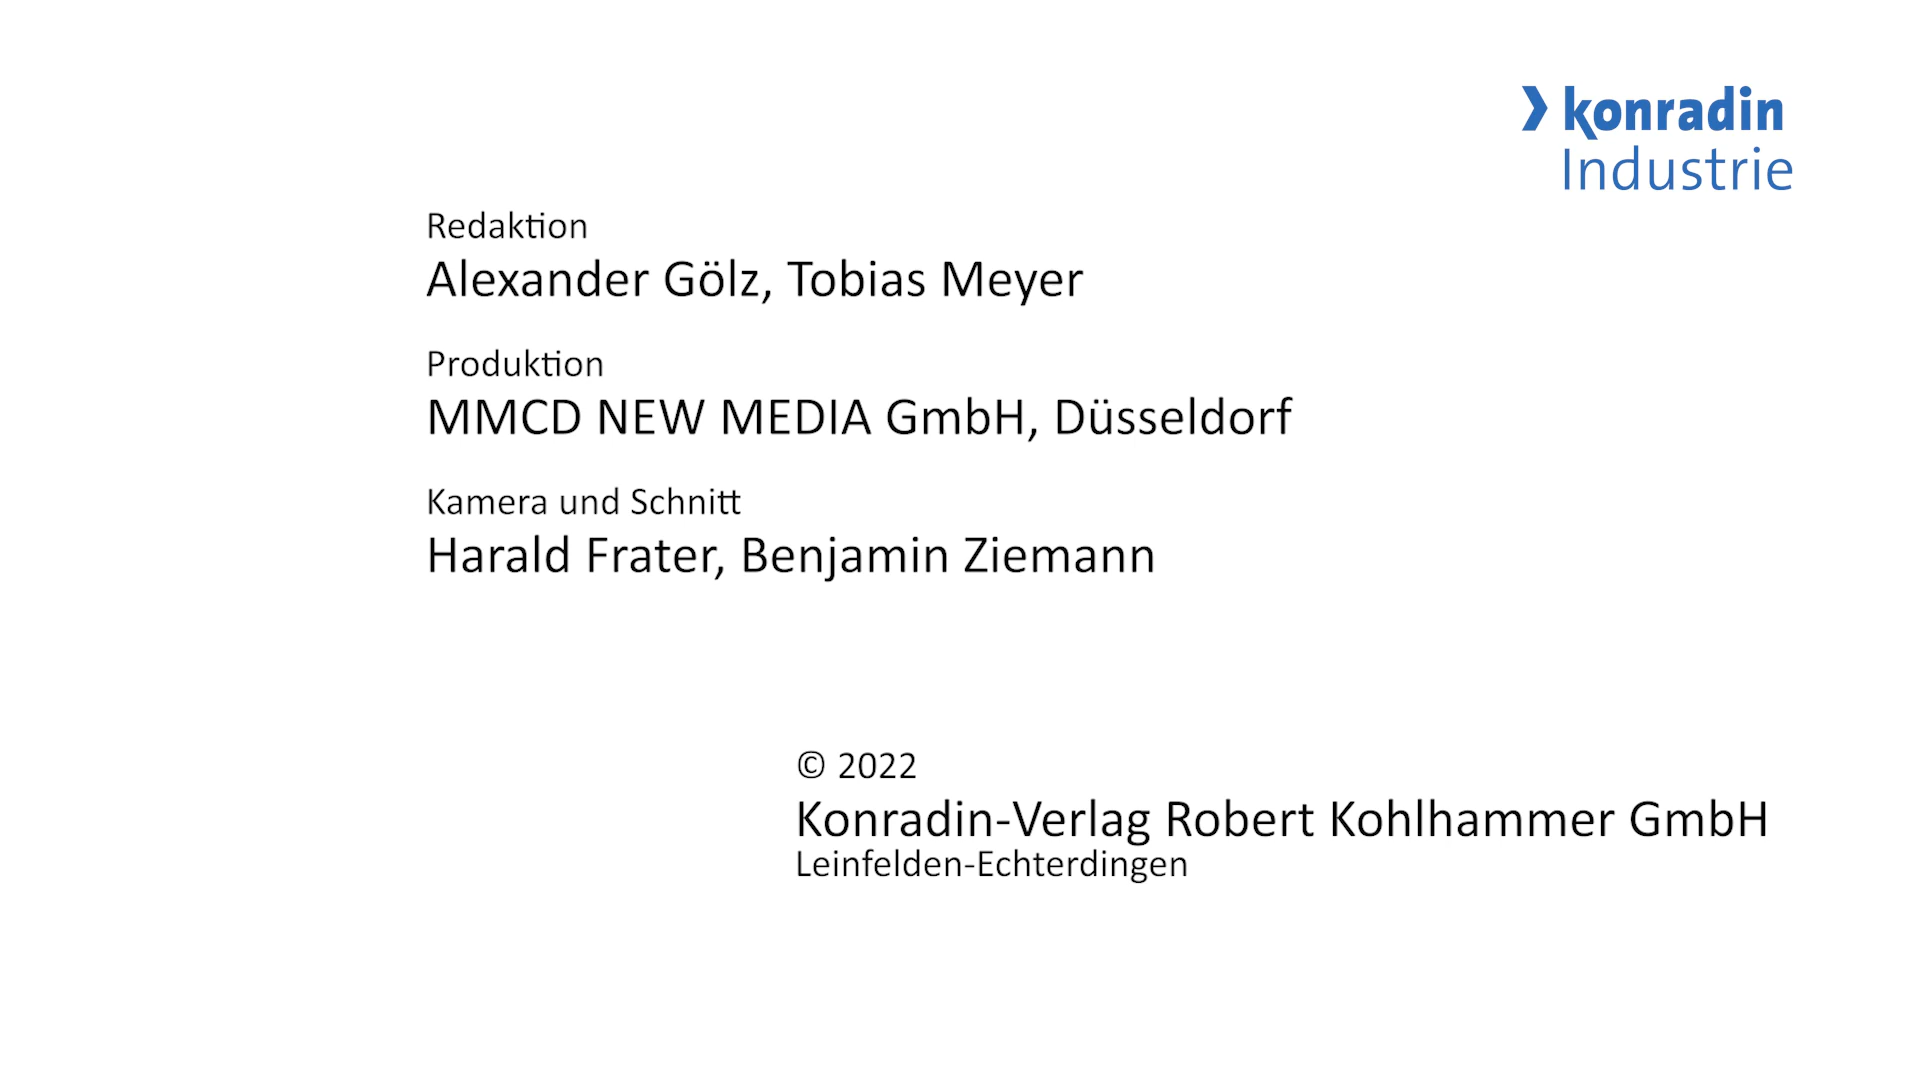 konradin
Industrie
Redaktion
Alexander Gölz, Tobias Meyer
Produktion
MMCD NEW MEDIA GmbH, Düsseldorf
Kamera und Schnitt
Harald Frater, Benjamin Ziemann
© 2022
Konradin-Verlag Robert Kohlhammer GmbH
Leinfelden-Echterdingen